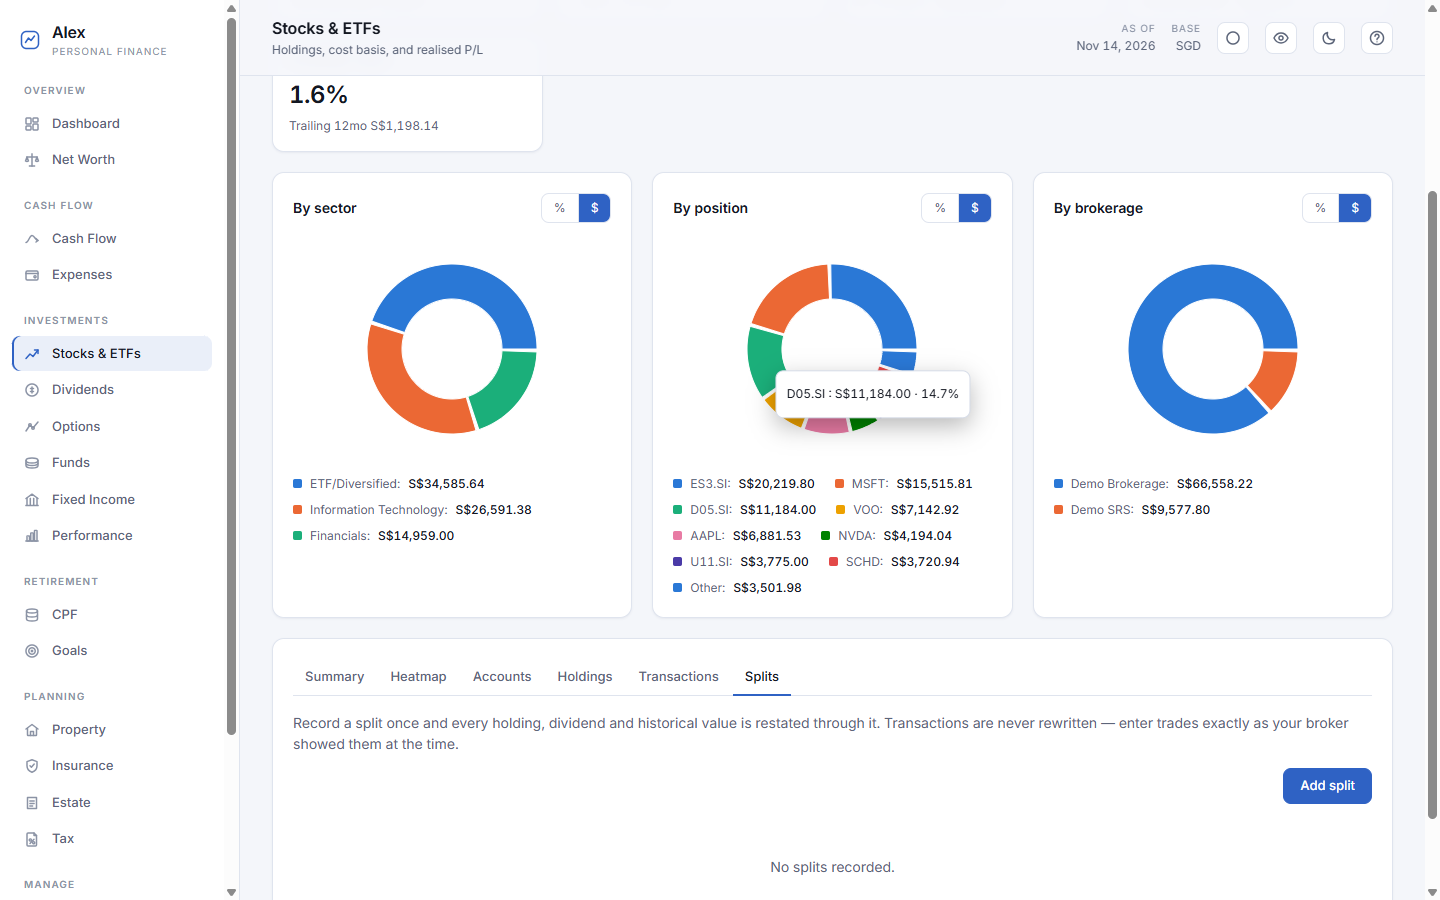 Alex
PERSONAL FINANCE
OVERVIEW
Dashboard
Net Worth
CASH FLOW
Cash Flow
Expenses
INVESTMENTS
Stocks & ETFs
Dividends
Options
Funds
Fixed Income
Performance
RETIREMENT
CPF
Goals
PLANNING
Property
Insurance
Estate
Tax
MANAGE
Stocks & ETFs
Holdings, cost basis, and realised P/L
AS OF
Nov 14, 2026
BASE
SGD
1.6%
Trailing 12mo S$1,198.14
By sector
% $
ETF/Diversified: S$34,585.64
Information Technology: S$26,591.38
Financials: S$14,959.00
By position
% $
D05.SI : S$11,184.00 · 14.7%
ES3.SI: S$20,219.80 MSFT: S$15,515.81
D05.SI: S$11,184.00 VOO: S$7,142.92
AAPL: S$6,881.53 NVDA: S$4,194.04
U11.SI: S$3,775.00 SCHD: S$3,720.94
Other: S$3,501.98
By brokerage
% $
Demo Brokerage: S$66,558.22
Demo SRS: S$9,577.80
Summary Heatmap Accounts Holdings Transactions Splits
Record a split once and every holding, dividend and historical value is restated through it. Transactions are never rewritten — enter trades exactly as your broker
showed them at the time.
Add split
No splits recorded.